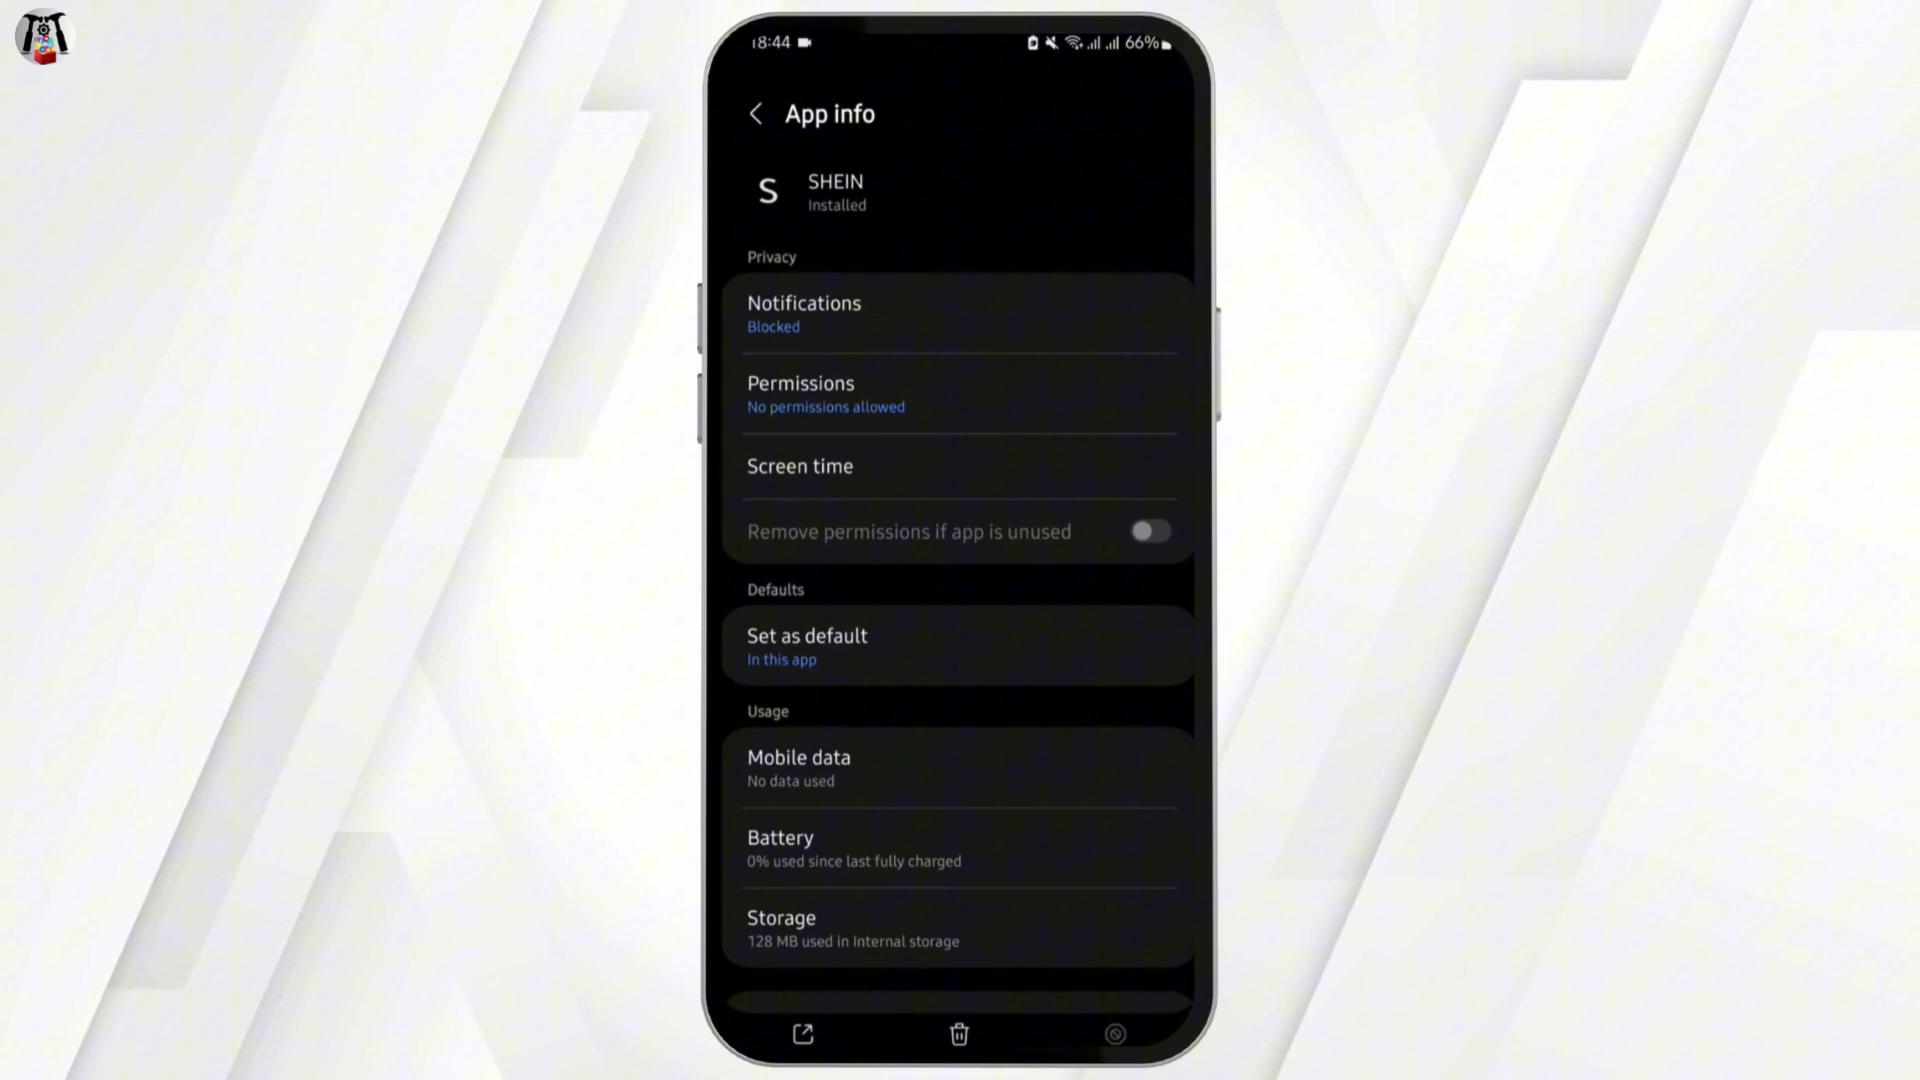 18:44
66%
App info
S
SHEIN
Installed
Privacy
Notifications
Blocked
Permissions
No permissions allowed
Screen time
Remove permissions if app is unused
Defaults
Set as default
In this app
Usage
Mobile data
No data used
Battery
0% used since last fully charged
Storage
128 MB used in Internal storage